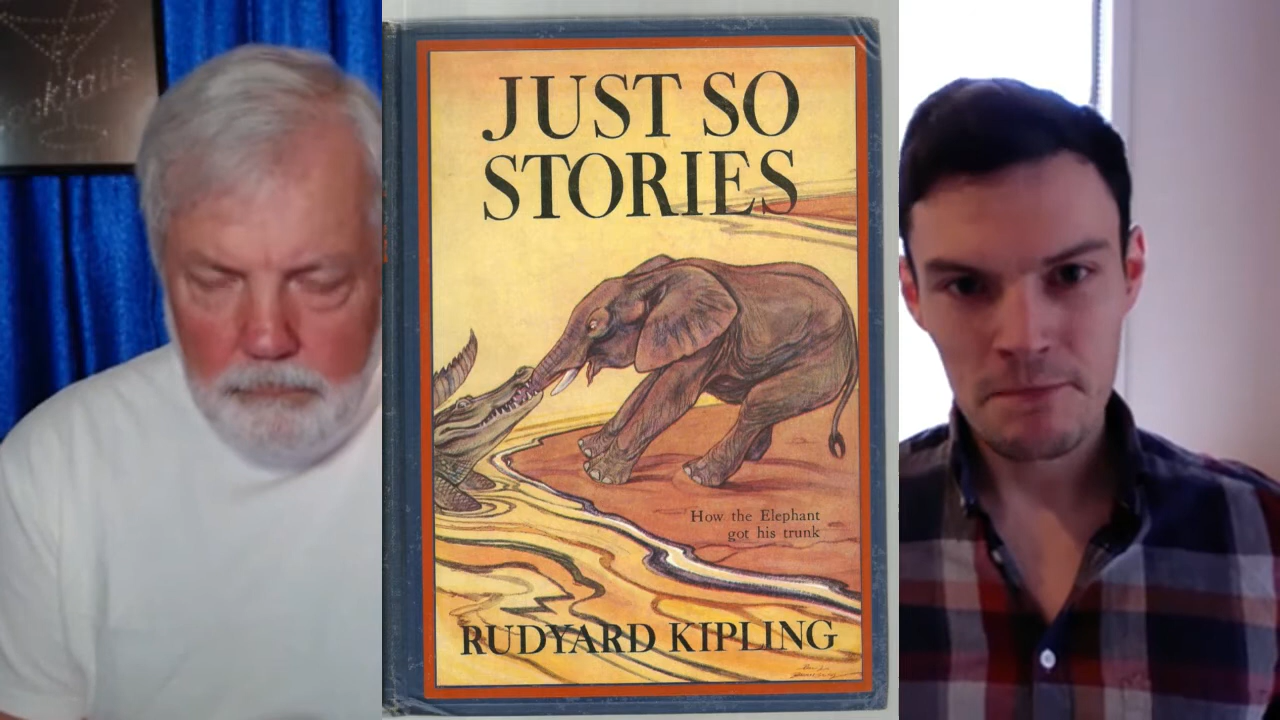 JUST SO
STORIES
How the Elephant
got his trunk
RUDYARD KIPLING